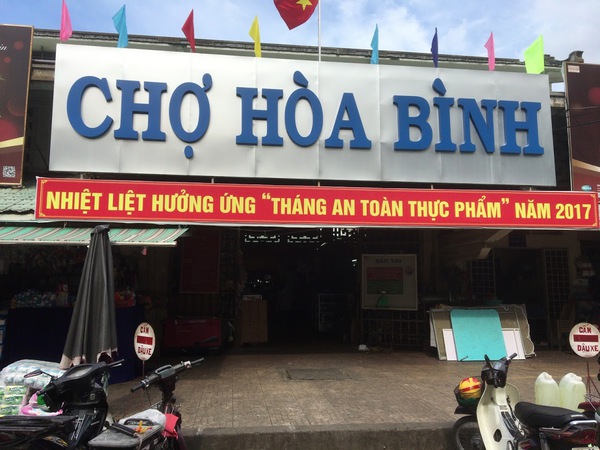 CHỢ HÒA BÌNH
NHIỆT LIỆT HƯỞNG ỨNG "THÁNG AN TOÀN THỰC PHẨM" NĂM 2017
CẤM
ĐẬU XE
CẤM
ĐẬU XE